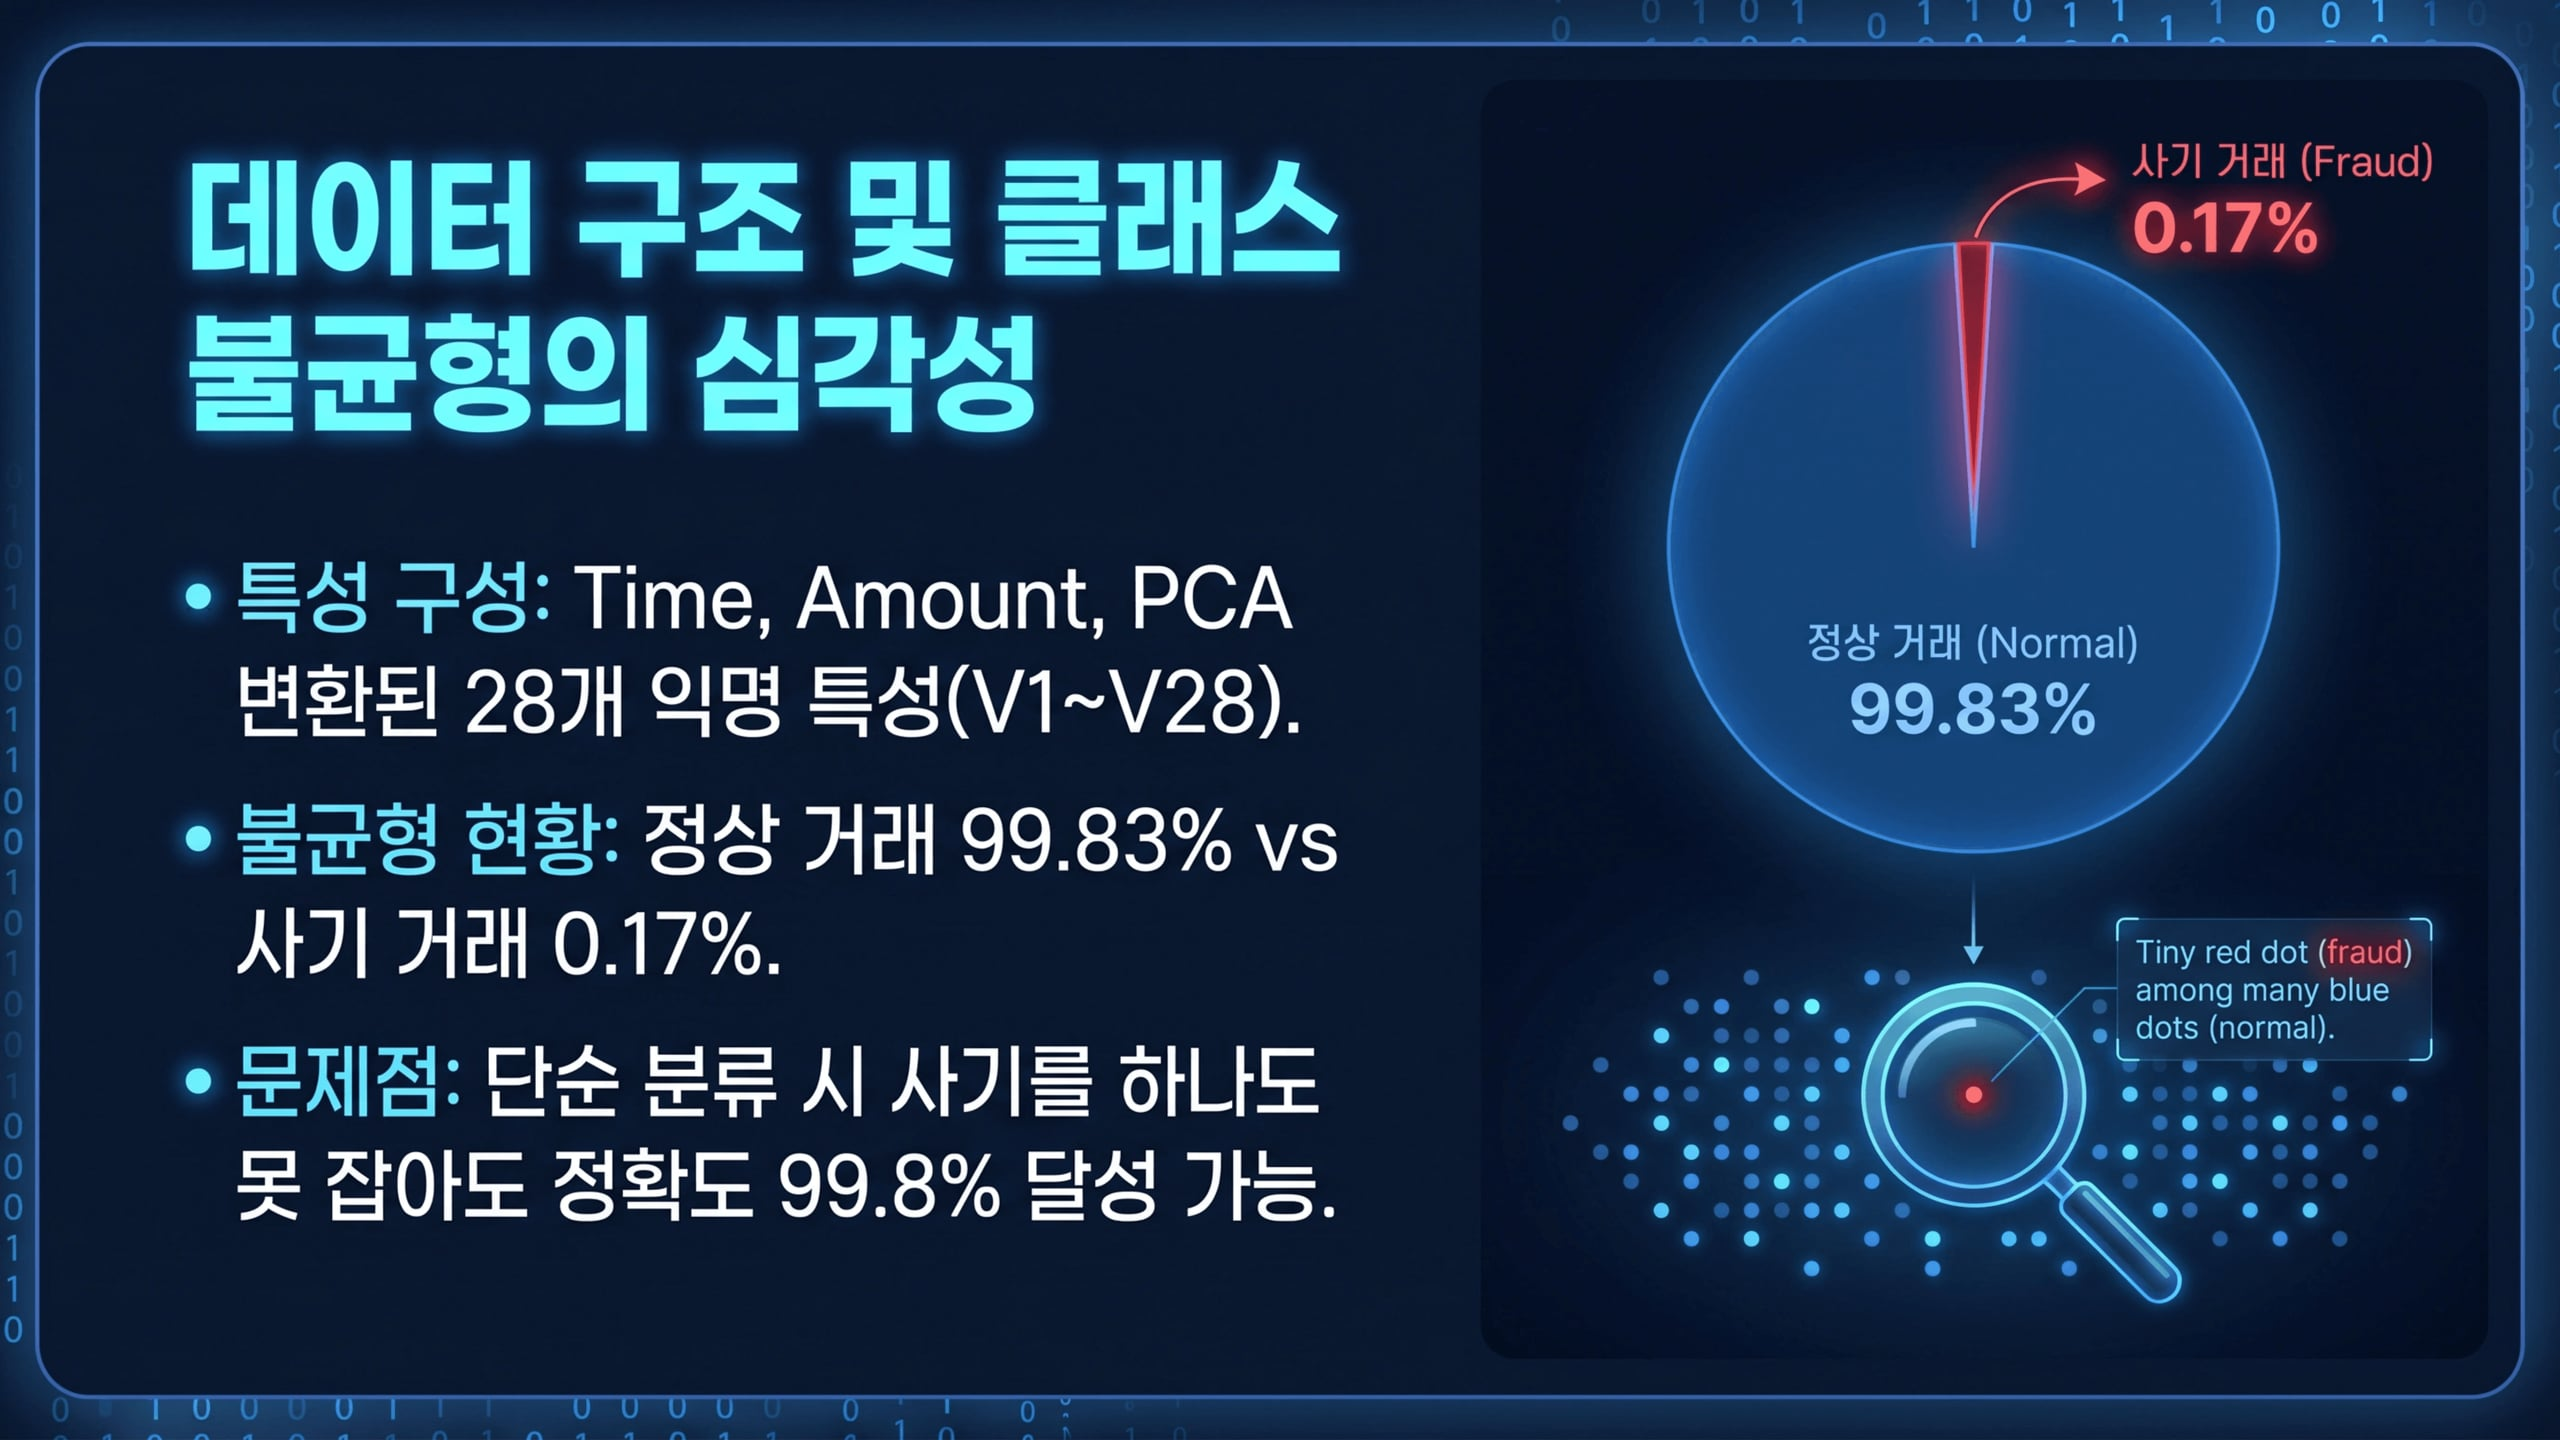 데이터 구조 및 클래스
불균형의 심각성
• 특성 구성: Time, Amount, PCA
변환된 28개 익명 특성(V1~V28).
• 불균형 현황: 정상 거래 99.83% vs
사기 거래 0.17%.
• 문제점: 단순 분류 시 사기를 하나도
못 잡아도 정확도 99.8% 달성 가능.
사기 거래 (Fraud)
0.17%
정상 거래 (Normal)
99.83%
Tiny red dot (fraud)
among many blue
dots (normal).